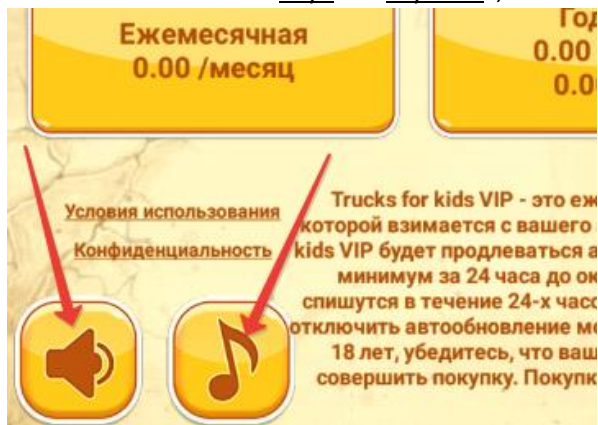 Ежемесячная
0.00 /месяц
Год
0.00
0.0
Условия использования
Конфиденциальность
Trucks for kids VIP - это еж
которой взимается с вашего
kids VIP будет продлеваться а
минимум за 24 часа до ок
спишутся в течение 24-х часо
отключить автообновление мо
18 лет, убедитесь, что ваш
совершить покупку. Покупк